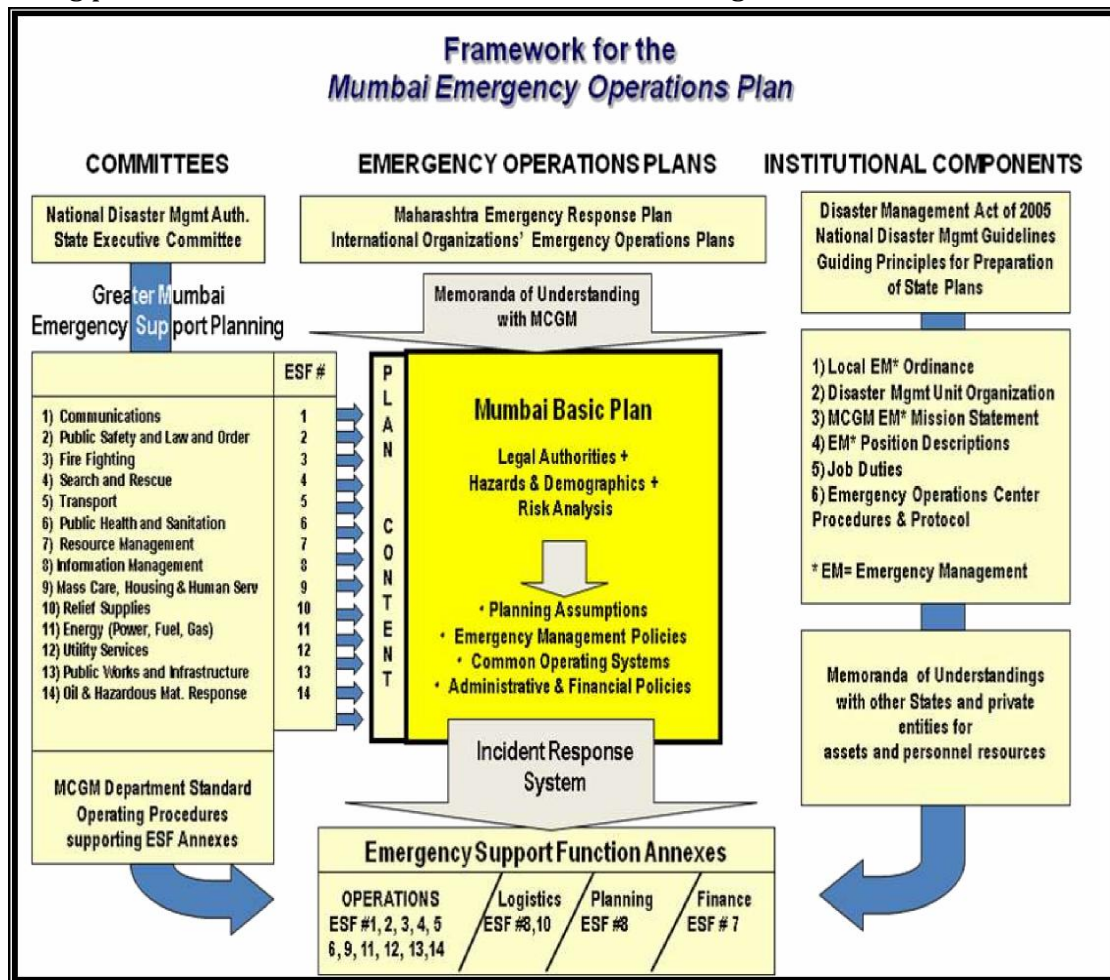 Framework for the
Mumbai Emergency Operations Plan
COMMITTEES
National Disaster Mgmt Auth.
State Executive Committee
Greater Mumbai
Emergency Support Planning
ESF #
1) Communications 1
2) Public Safety and Law and Order 2
3) Fire Fighting 3
4) Search and Rescue 4
5) Transport 5
6) Public Health and Sanitation 6
7) Resource Management 7
8) Information Management 8
9) Mass Care, Housing & Human Serv 9
10) Relief Supplies 10
11) Energy (Power, Fuel, Gas) 11
12) Utility Services 12
13) Public Works and Infrastructure 13
14) Oil & Hazardous Mat. Response 14
MCGM Department Standard
Operating Procedures
supporting ESF Annexes
EMERGENCY OPERATIONS PLANS
Maharashtra Emergency Response Plan
International Organizations' Emergency Operations Plans
Memoranda of Understanding
with MCGM
PLAN CONTENT
Mumbai Basic Plan
Legal Authorities +
Hazards & Demographics +
Risk Analysis
• Planning Assumptions
• Emergency Management Policies
• Common Operating Systems
• Administrative & Financial Policies
Incident Response
System
Emergency Support Function Annexes
OPERATIONS
ESF #1, 2, 3, 4, 5
6, 9, 11, 12, 13,14
Logistics
ESF #8,10
Planning
ESF #8
Finance
ESF # 7
INSTITUTIONAL COMPONENTS
Disaster Management Act of 2005
National Disaster Mgmt Guidelines
Guiding Principles for Preparation
of State Plans
1) Local EM* Ordinance
2) Disaster Mgmt Unit Organization
3) MCGM EM* Mission Statement
4) EM* Position Descriptions
5) Job Duties
6) Emergency Operations Center
Procedures & Protocol
* EM= Emergency Management
Memoranda of Understandings
with other States and private
entities for
assets and personnel resources